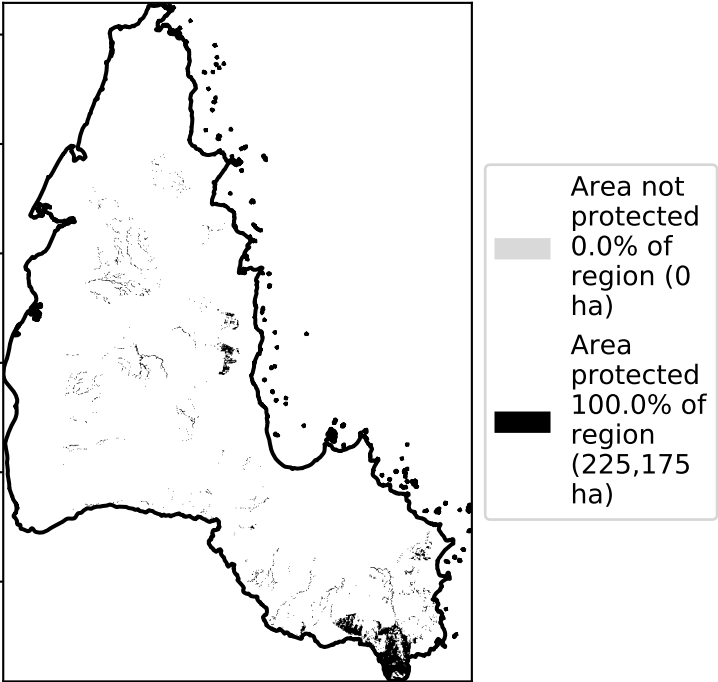 Area not
protected
0.0% of
region (0
ha)
Area
protected
100.0% of
region
(225,175
ha)